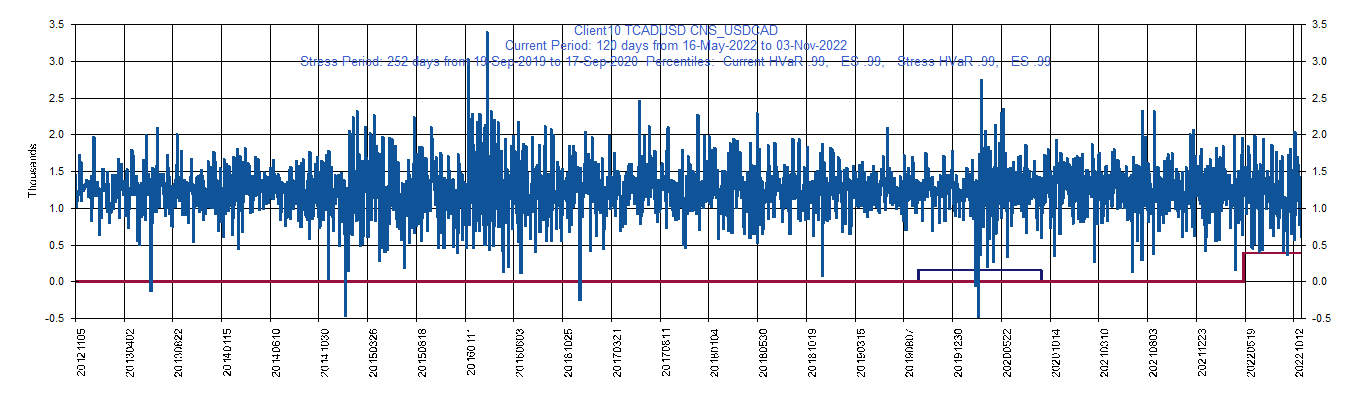 Client10 TCADUSD CNS_USDCAD
Current Period: 120 days from 16-May-2022 to 03-Nov-2022
Stress Period: 252 days from 19-Sep-2019 to 17-Sep-2020 Percentiles: Current HVaR .99, ES .99, Stress HVaR .99, ES .99
3.5 3.5
3.0 3.0
2.5 2.5
2.0 2.0
Thousands
1.5 1.5
1.0 1.0
0.5 0.5
0.0 0.0
-0.5 -0.5
20121105 20130402 20130822 20140115 20140610 20141030 20150326 20150818 20160111 20160603 20161025 20170321 20170811 20180104 20180530 20181019 20190315 20190807 20191230 20200522 20201014 20210310 20210803 20211223 20220519 20221012